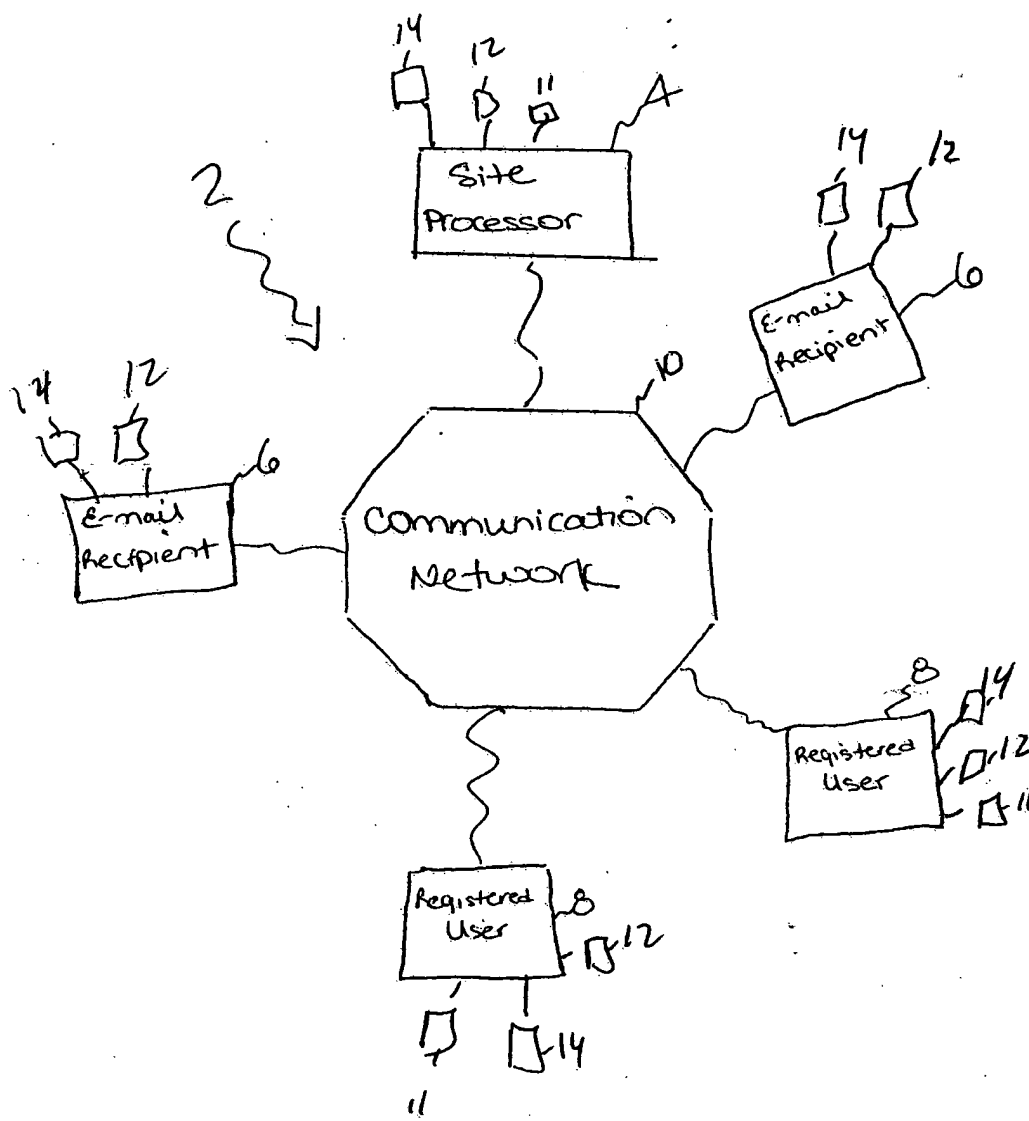 14 12 11 4
Site
Processor
2
14 12
6
E-mail
Recipient
10
14 12
6
E-mail
Recipient
Communication
Network
8 14
12
11
Registered
User
Registered
User
8
12
14
11